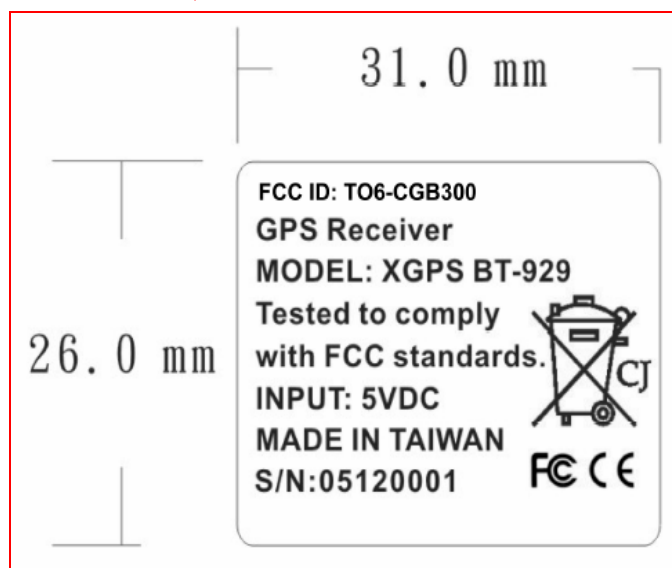 31.0 mm
26.0 mm
FCC ID: TO6-CGB300
GPS Receiver
MODEL: XGPS BT-929
Tested to comply
with FCC standards.
INPUT: 5VDC
MADE IN TAIWAN
S/N:05120001
CJ
FC CE